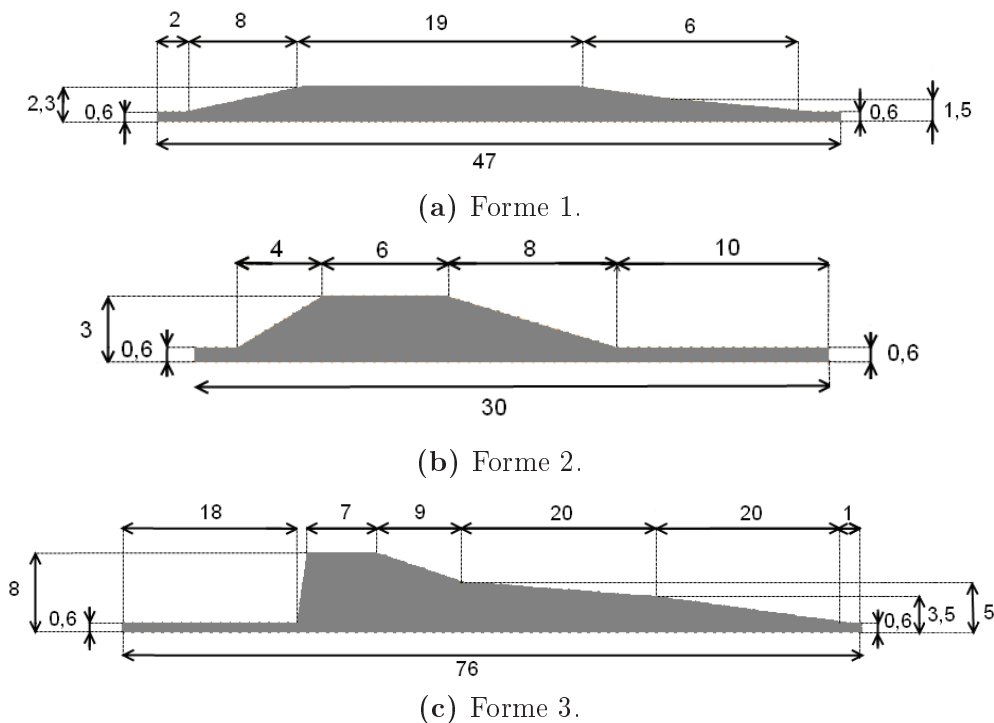 2 8 19 6
2,3 0,6 0,6 1,5
47
(a) Forme 1.
4 6 8 10
3 0,6 0,6
30
(b) Forme 2.
18 7 9 20 20 1
8 0,6 0,6 3,5 5
76
(c) Forme 3.